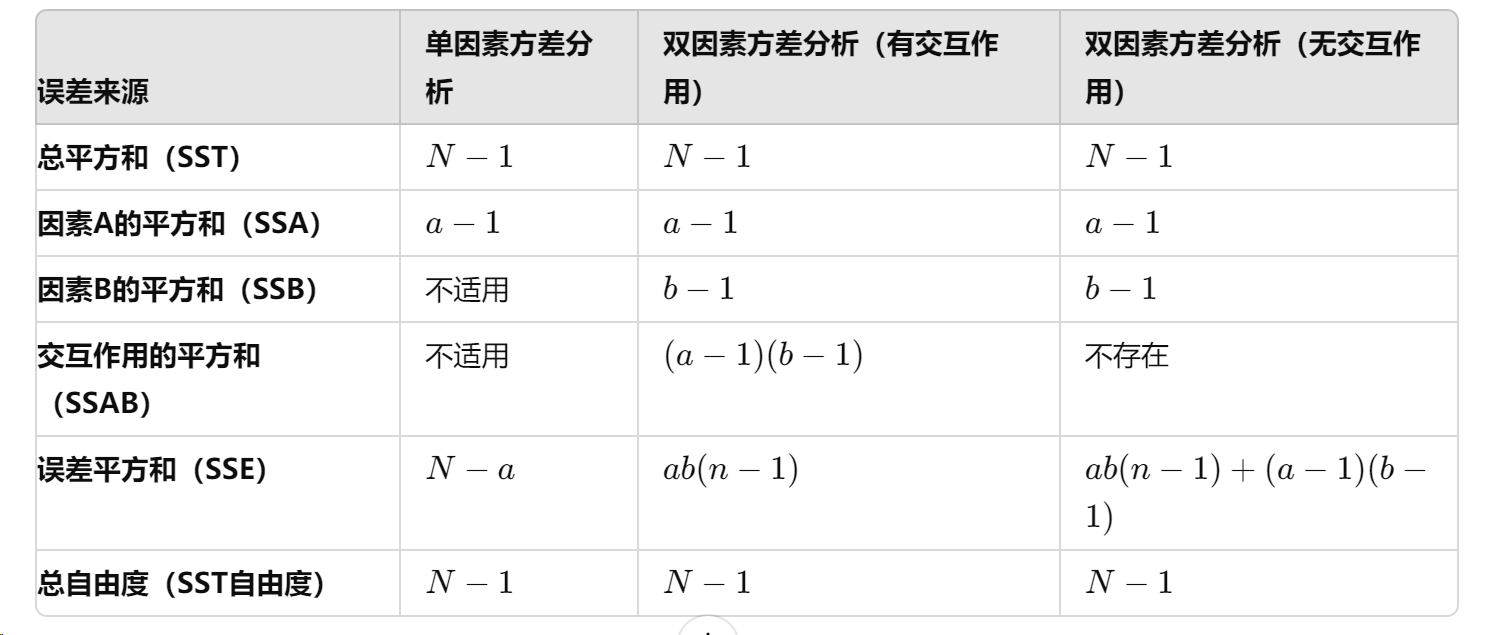 误差来源 单因素方差分析 双因素方差分析（有交互作用） 双因素方差分析（无交互作用）
总平方和（SST） N − 1 N − 1 N − 1
因素A的平方和（SSA） a − 1 a − 1 a − 1
因素B的平方和（SSB） 不适用 b − 1 b − 1
交互作用的平方和（SSAB） 不适用 (a − 1)(b − 1) 不存在
误差平方和（SSE） N − a ab(n − 1) ab(n − 1) + (a − 1)(b − 1)
总自由度（SST自由度） N − 1 N − 1 N − 1